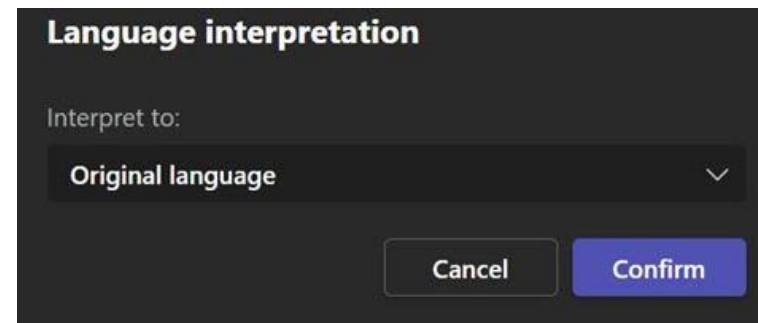 Language interpretation
Interpret to:
Original language
Cancel Confirm